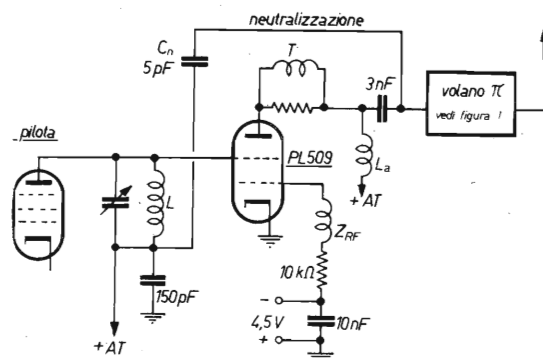 neutralizzazione
Cn
5pF
T
3nF
volano π
vedi figura 1
pilota
PL509
La
+AT
L
ZRF
10kΩ
150pF
-
4,5V
+
10nF
+AT